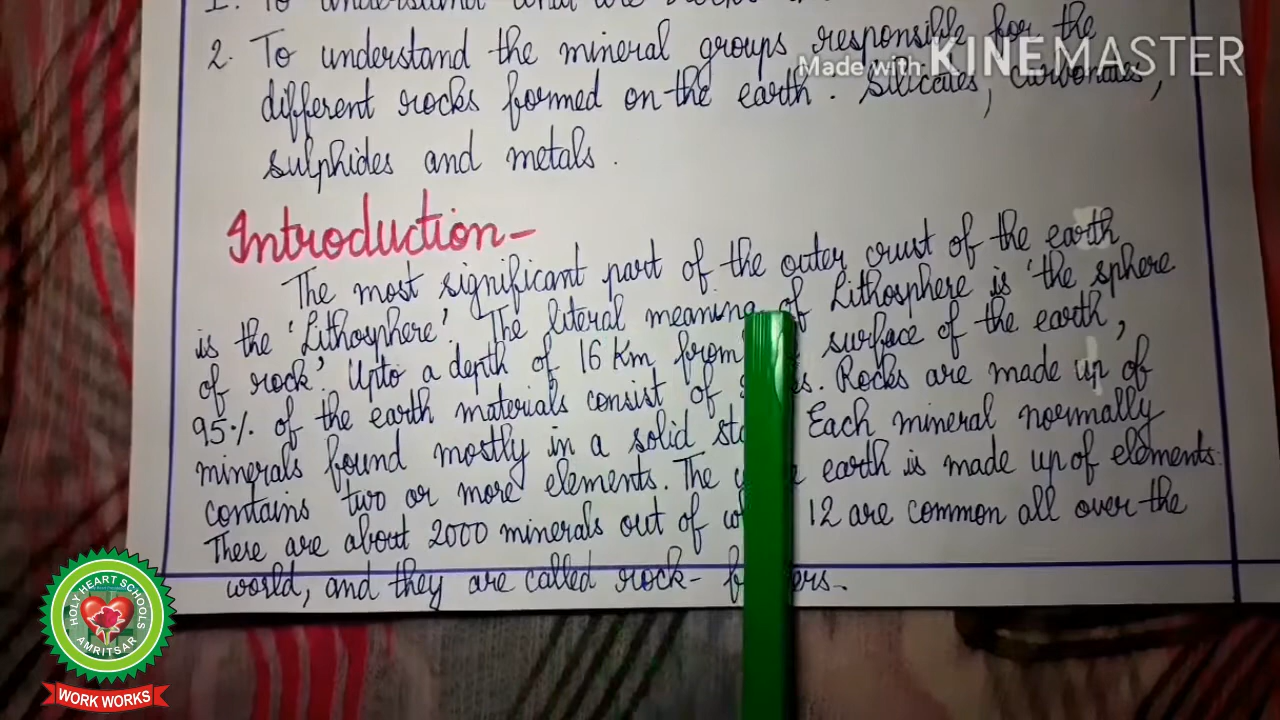 1. To understand what are rocks
2. To understand the mineral groups responsible for the
different rocks formed on the earth. Silicates, Carbonates,
sulphides and metals.
Made with KINEMASTER
Introduction-
The most significant part of the outer crust of the earth
is the 'Lithosphere'. The literal meaning of Lithosphere is 'the sphere
of rock'. Upto a depth of 16 Km from surface of the earth,
95% of the earth materials consist of Rocks are made up of
minerals found mostly in a solid Each mineral normally
contains two or more elements. The earth is made up of elements.
There are about 2000 minerals out of 12 are common all over the
world, and they are called rock-
HOLY HEART SCHOOLS
AMRITSAR
WORK WORKS